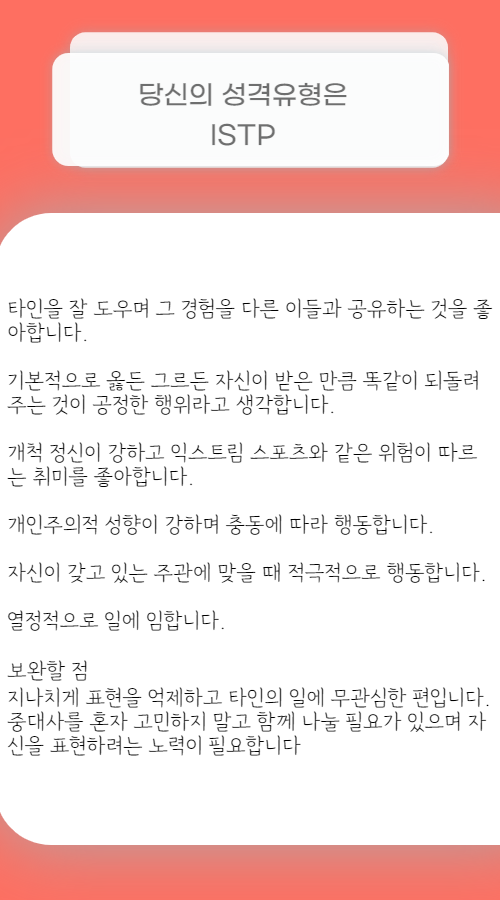 당신의 성격유형은
ISTP
타인을 잘 도우며 그 경험을 다른 이들과 공유하는 것을 좋
아합니다.
기본적으로 옳든 그르든 자신이 받은 만큼 똑같이 되돌려
주는 것이 공정한 행위라고 생각합니다.
개척 정신이 강하고 익스트림 스포츠와 같은 위험이 따르
는 취미를 좋아합니다.
개인주의적 성향이 강하며 충동에 따라 행동합니다.
자신이 갖고 있는 주관에 맞을 때 적극적으로 행동합니다.
열정적으로 일에 임합니다.
보완할 점
지나치게 표현을 억제하고 타인의 일에 무관심한 편입니다.
중대사를 혼자 고민하지 말고 함께 나눌 필요가 있으며 자
신을 표현하려는 노력이 필요합니다